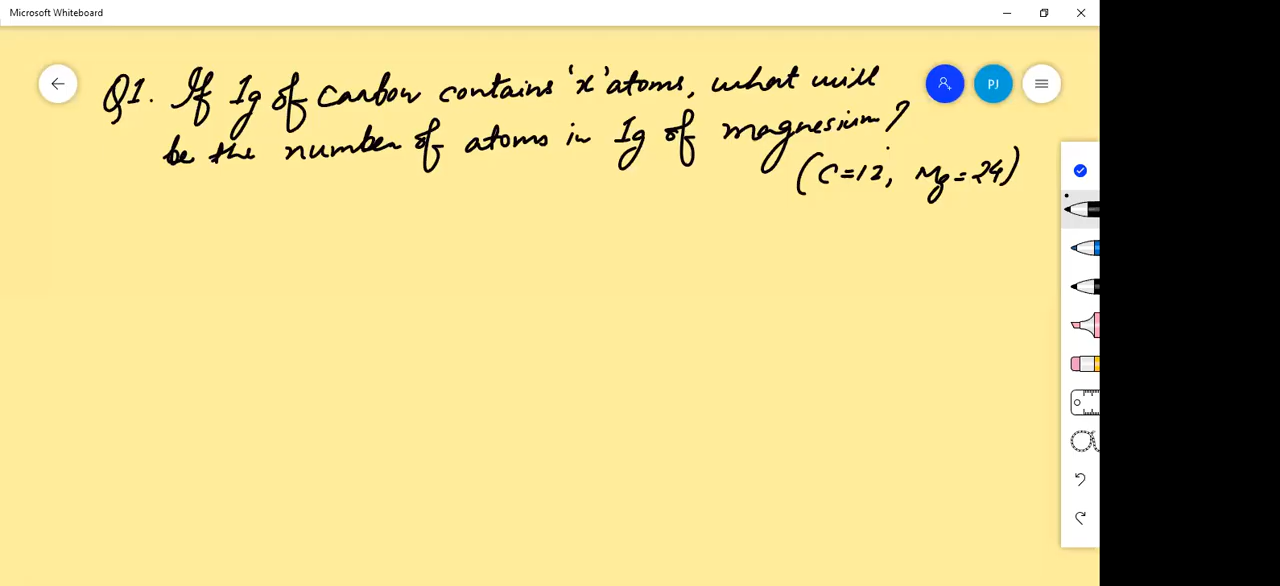 Microsoft Whiteboard
Q1. If 1g of carbon contains 'x' atoms, what will
PJ
be the number of atoms in 1g of magnesium?
(C=12, Mg=24)